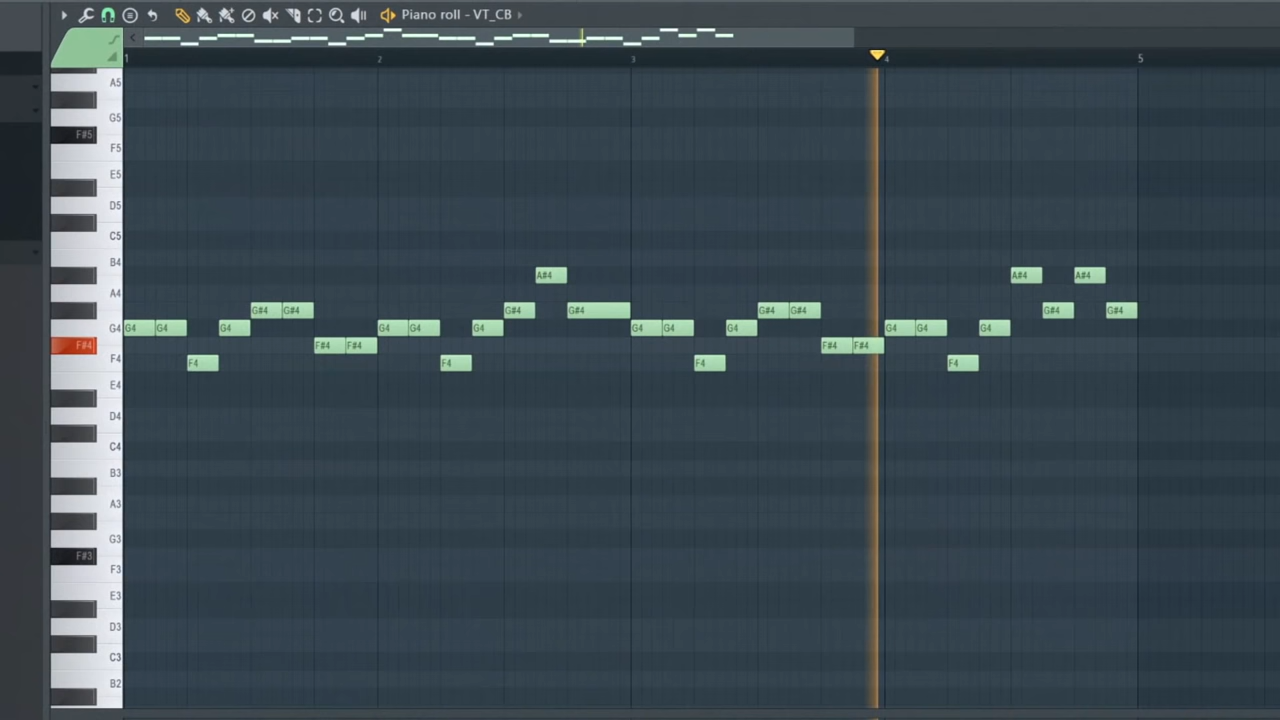 Piano roll - VT_CB
1 2 3 4 5
A5
G5
F#5
F5
E5
D5
C5
B4
A#4 A#4 A#4
A4
G#4 G#4 G#4 G#4 G#4 G#4 G#4 G#4
G4 G4 G4 G4 G4 G4 G4 G4 G4 G4 G4 G4 G4
F#4 F#4 F#4 F#4 F#4
F4 F4 F4 F4 F4
E4
D4
C4
B3
A3
G3
F#3
F3
E3
D3
C3
B2